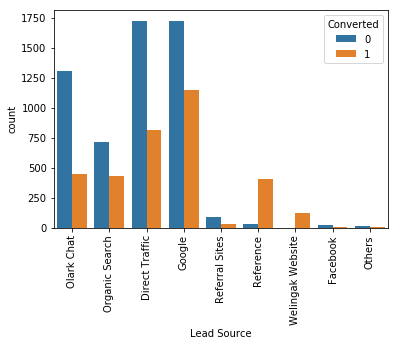 1750
1500
1250
1000
750
500
250
0
count
Converted
0
1
Olark Chat
Organic Search
Direct Traffic
Google
Referral Sites
Reference
Welingak Website
Facebook
Others
Lead Source